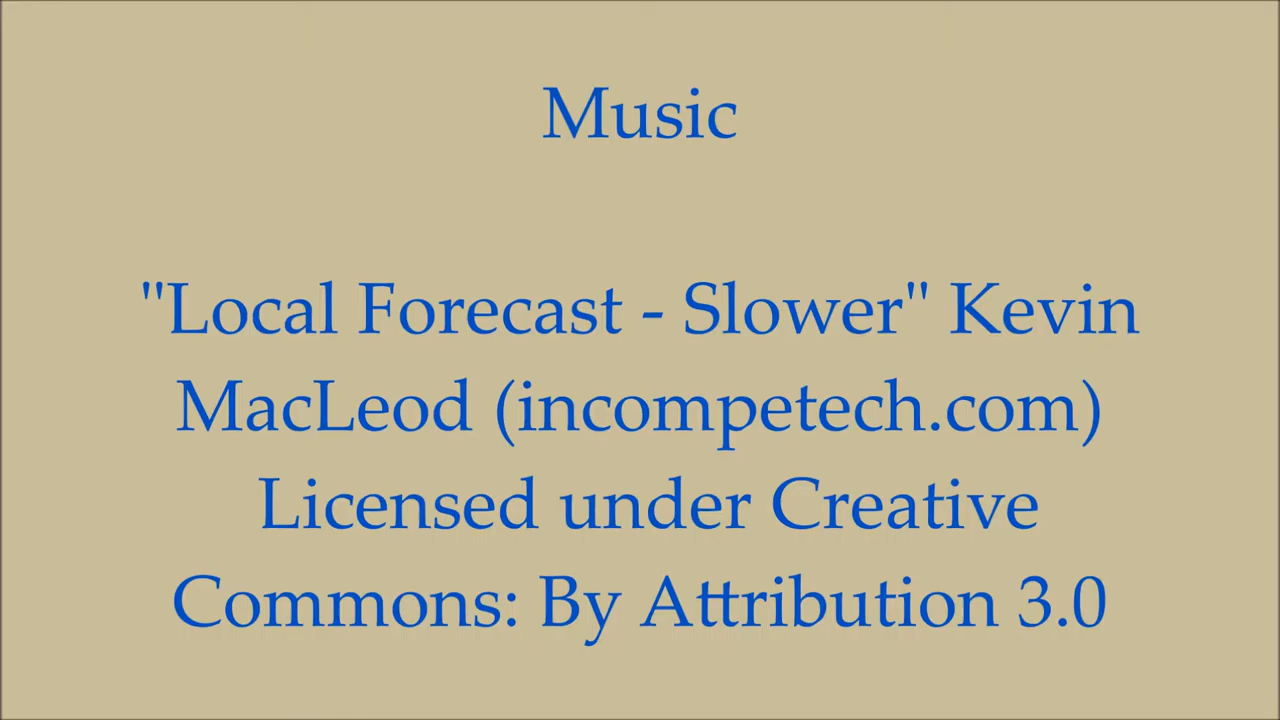 Music
"Local Forecast - Slower" Kevin
MacLeod (incompetech.com)
Licensed under Creative
Commons: By Attribution 3.0